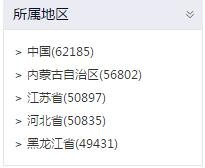 所属地区
> 中国(62185)
> 内蒙古自治区(56802)
> 江苏省(50897)
> 河北省(50835)
> 黑龙江省(49431)